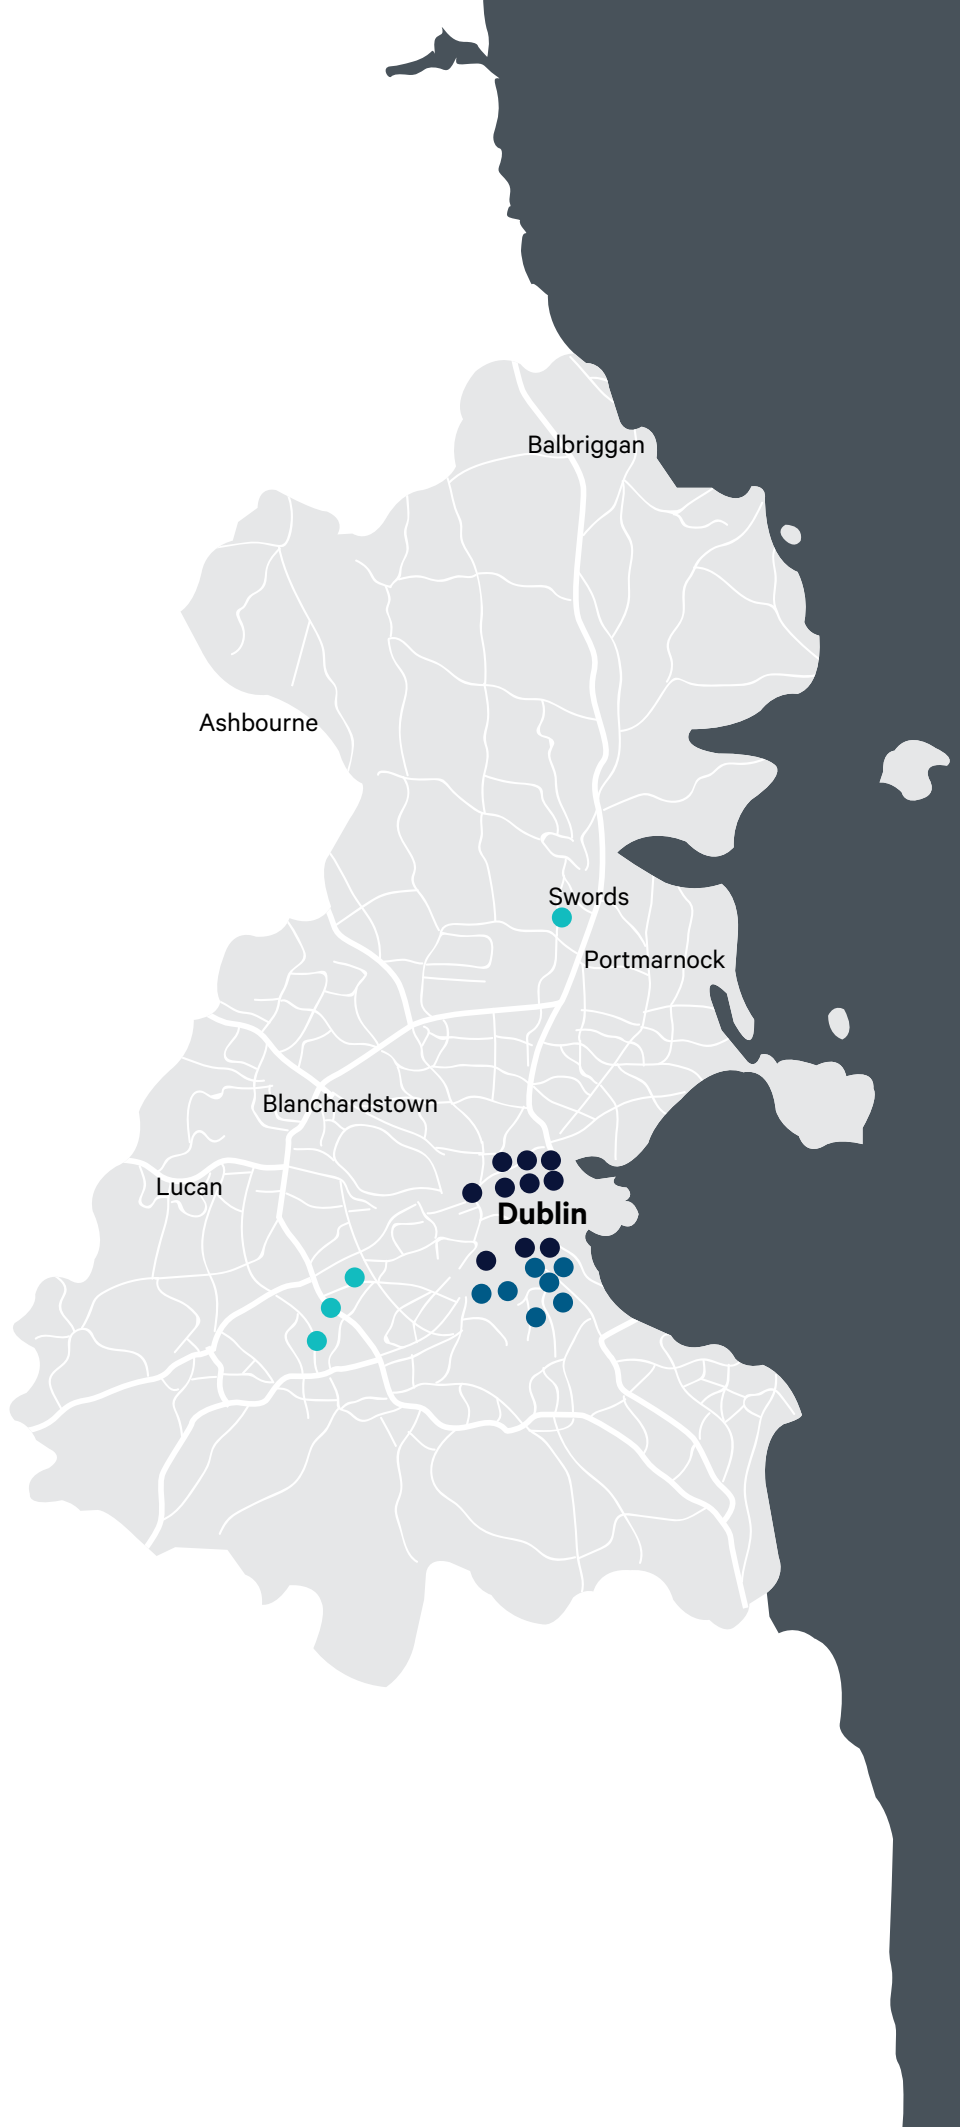 Balbriggan
Ashbourne
Swords
Portmarnock
Blanchardstown
Lucan
Dublin